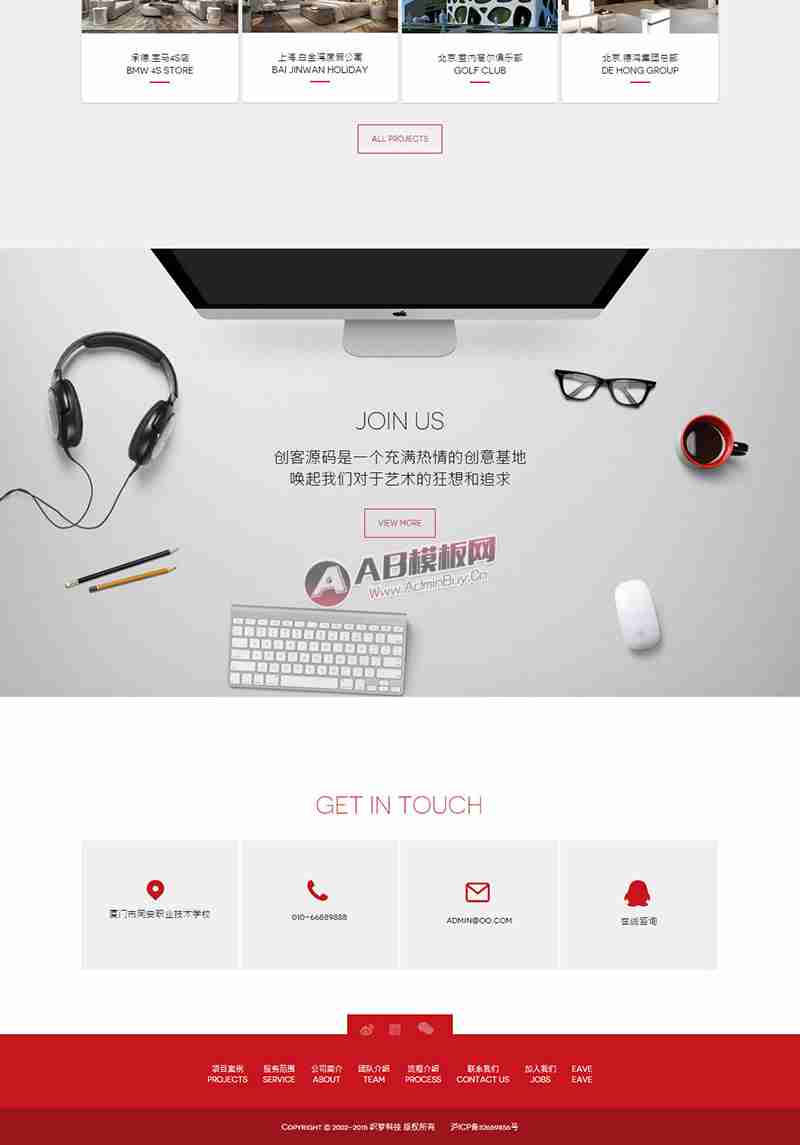 承德.宝马4S店
BMW 4S STORE
上海.白金湾度假公寓
BAI JINWAN HOLIDAY
北京.室内高尔俱乐部
GOLF CLUB
北京.德鸿集团总部
DE HONG GROUP
ALL PROJECTS
JOIN US
创客源码是一个充满热情的创意基地
唤起我们对于艺术的狂想和追求
VIEW MORE
AB模板网
Www.AdminBuy.Cn
GET IN TOUCH
厦门市同安职业技术学校
010-66889888
ADMIN@QQ.COM
在线咨询
项目案例 服务范围 公司简介 团队介绍 流程介绍 联系我们 加入我们 EAVE
PROJECTS SERVICE ABOUT TEAM PROCESS CONTACT US JOBS EAVE
Copyright © 2002-2015 织梦科技 版权所有